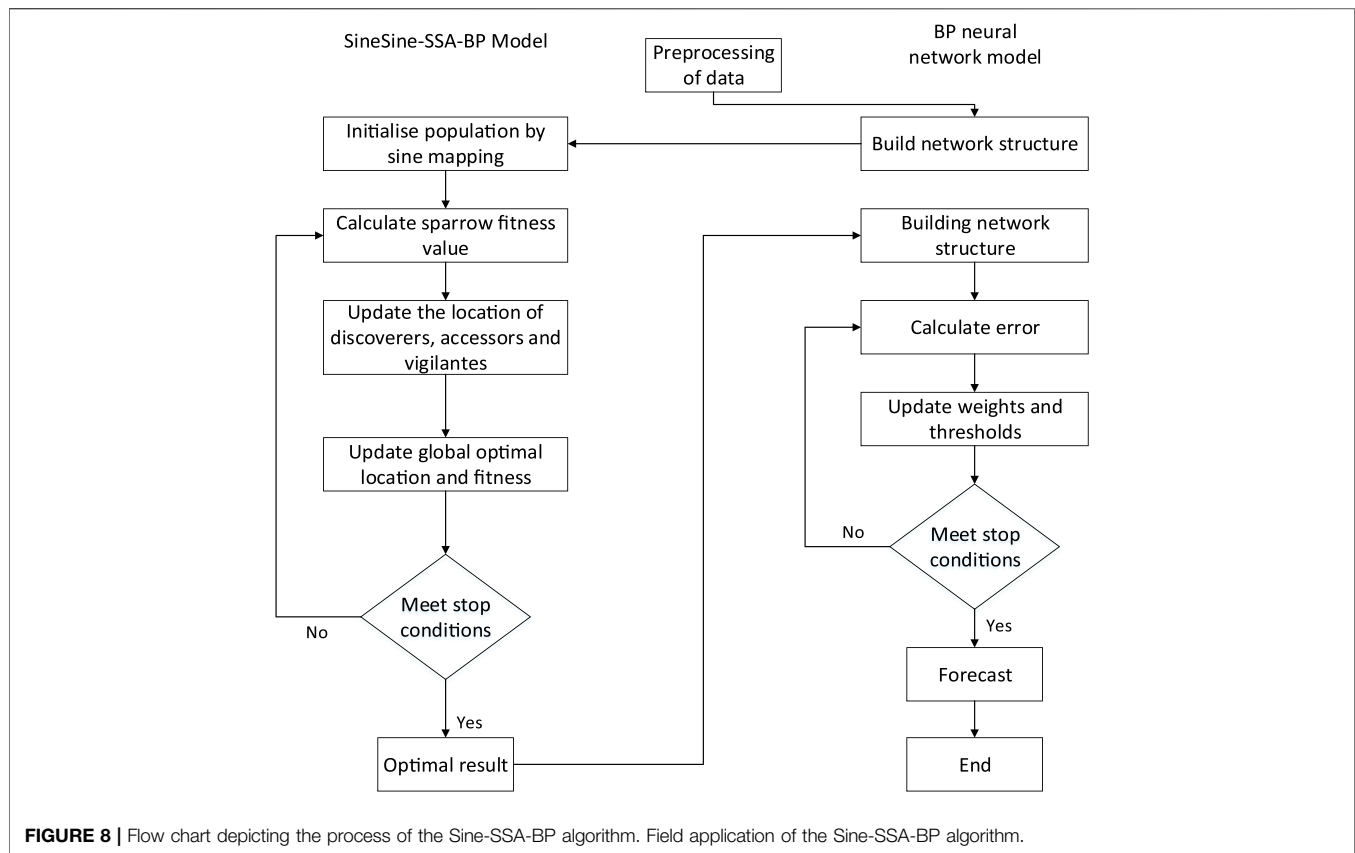 SineSine-SSA-BP Model
BP neural
network model
Preprocessing
of data
Initialise population by
sine mapping
Build network structure
Calculate sparrow fitness
value
Building network
structure
Update the location of
discoverers, accessors and
vigilantes
Calculate error
Update weights and
thresholds
Update global optimal
location and fitness
Meet stop
conditions
No
Yes
Meet stop
conditions
No
Yes
Forecast
Optimal result
End
FIGURE 8 | Flow chart depicting the process of the Sine-SSA-BP algorithm. Field application of the Sine-SSA-BP algorithm.